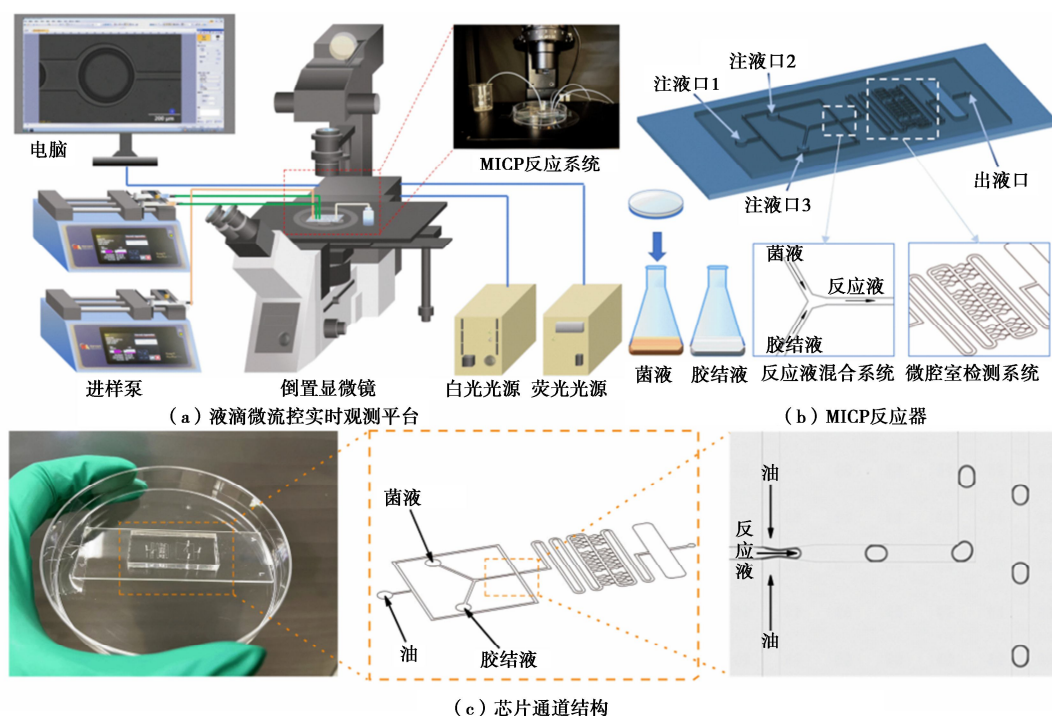 200 μm
电脑
MICP反应系统
进样泵
倒置显微镜
白光光源
荧光光源
(a)液滴微流控实时观测平台
注液口1
注液口2
注液口3
出液口
菌液
胶结液
菌液
反应液
胶结液
反应液混合系统
微腔室检测系统
(b)MICP反应器
菌液
油
胶结液
油
反应液
油
(c)芯片通道结构